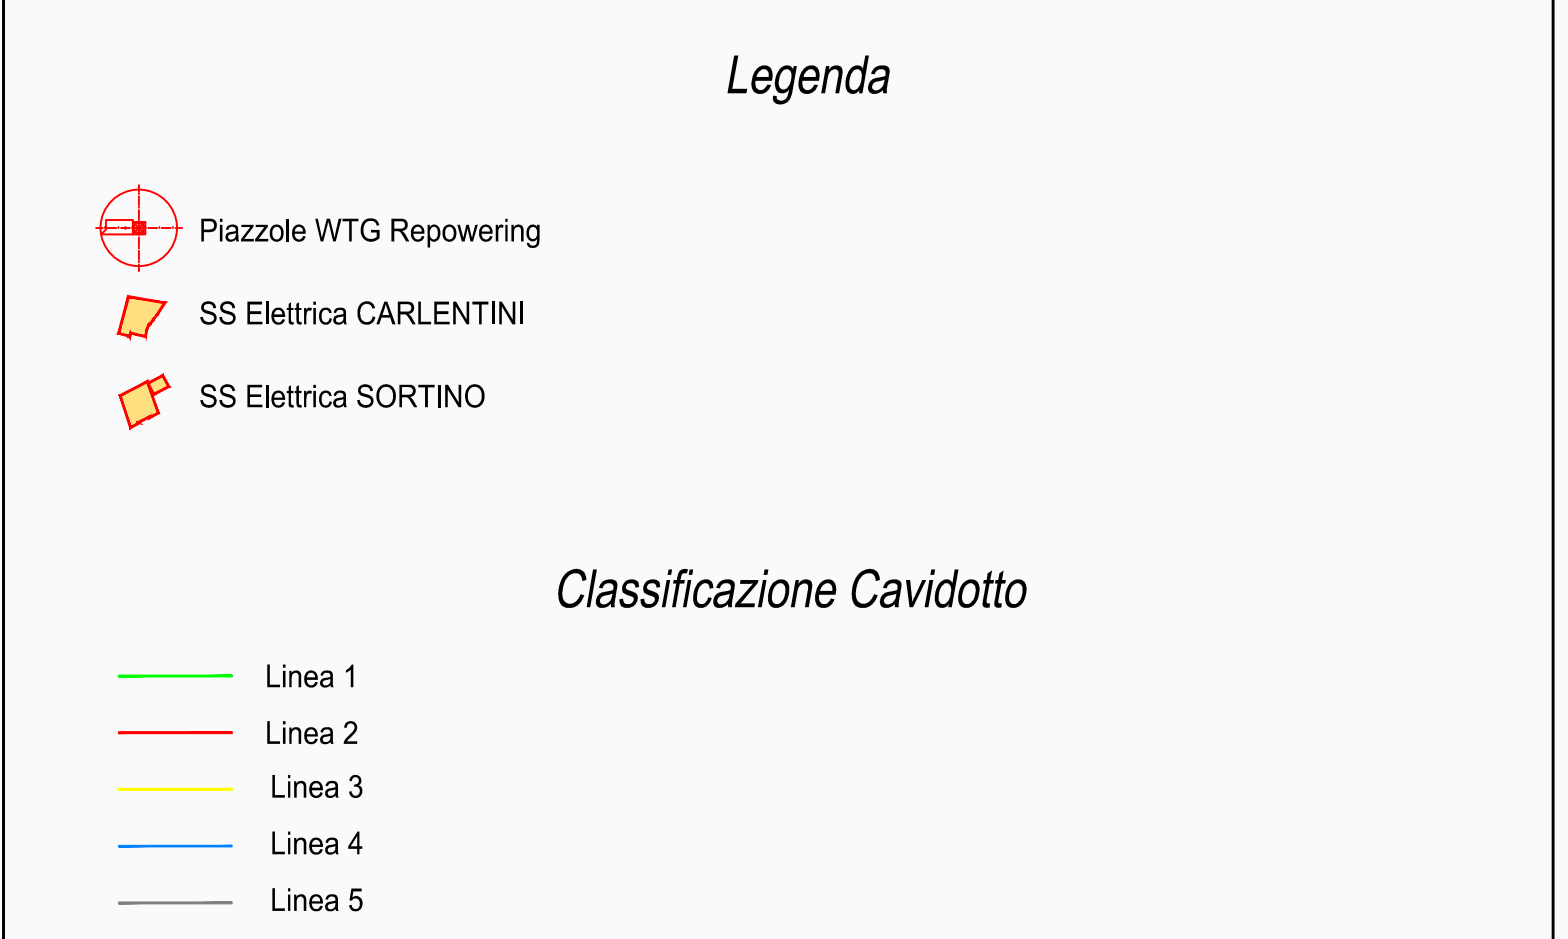 Legenda
Piazzole WTG Repowering
SS Elettrica CARLENTINI
SS Elettrica SORTINO
Classificazione Cavidotto
Linea 1
Linea 2
Linea 3
Linea 4
Linea 5